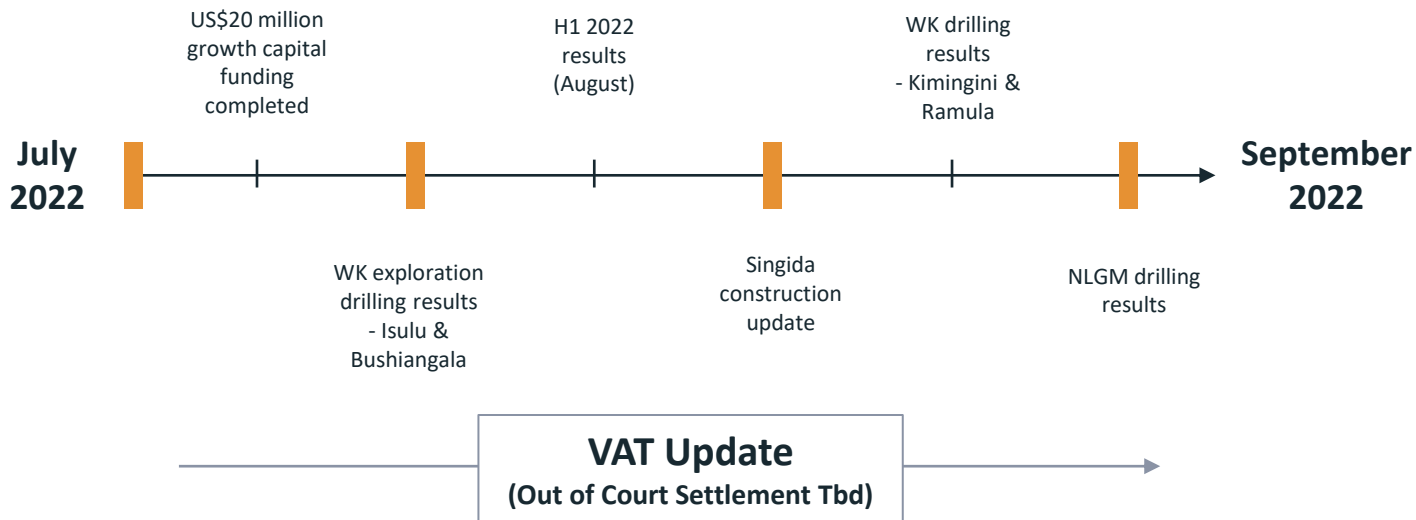 US$20 million
growth capital
funding
completed
H1 2022
results
(August)
WK drilling
results
- Kimingini &
Ramula
July
2022
September
2022
WK exploration
drilling results
- Isulu &
Bushiangala
Singida
construction
update
NLGM drilling
results
VAT Update
(Out of Court Settlement Tbd)